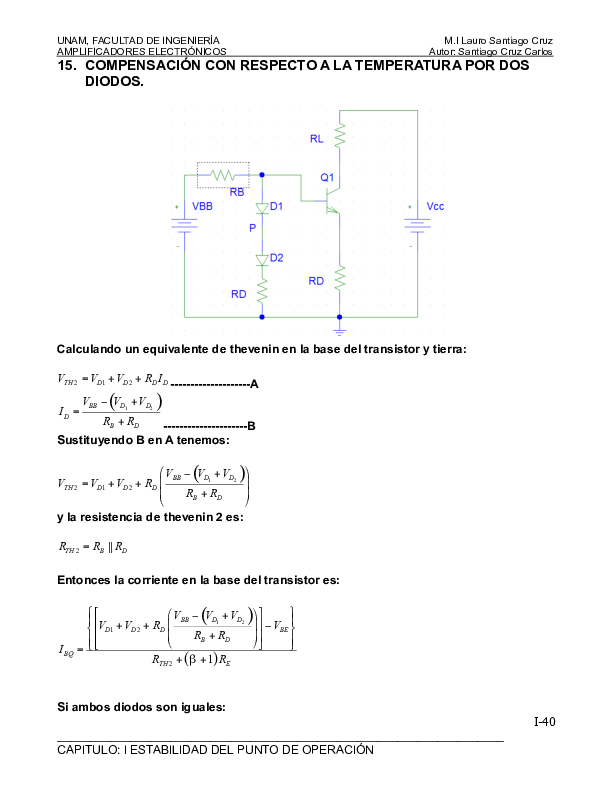 UNAM, FACULTAD DE INGENIERÍA M.I Lauro Santiago Cruz
AMPLIFICADORES ELECTRÓNICOS Autor: Santiago Cruz Carlos
15. COMPENSACIÓN CON RESPECTO A LA TEMPERATURA POR DOS
DIODOS.
RL
Q1
RB
VBB
D1
Vcc
P
D2
RD
RD
Calculando un equivalente de thevenin en la base del transistor y tierra:
V_{TH2} = V_{D1} + V_{D2} + R_D I_D --------------------A
I_D = \frac{V_{BB} - (V_{D_1} + V_{D_2})}{R_B + R_D} ---------------------B
Sustituyendo B en A tenemos:
V_{TH2} = V_{D1} + V_{D2} + R_D \left( \frac{V_{BB} - (V_{D_1} + V_{D_2})}{R_B + R_D} \right)
y la resistencia de thevenin 2 es:
R_{TH2} = R_B || R_D
Entonces la corriente en la base del transistor es:
I_{BQ} = \frac{\left\{ \left[ V_{D1} + V_{D2} + R_D \left( \frac{V_{BB} - (V_{D_1} + V_{D_2})}{R_B + R_D} \right) \right] - V_{BE} \right\}}{R_{TH2} + (β + 1) R_E}
Si ambos diodos son iguales:
I-40
CAPITULO: I ESTABILIDAD DEL PUNTO DE OPERACIÓN